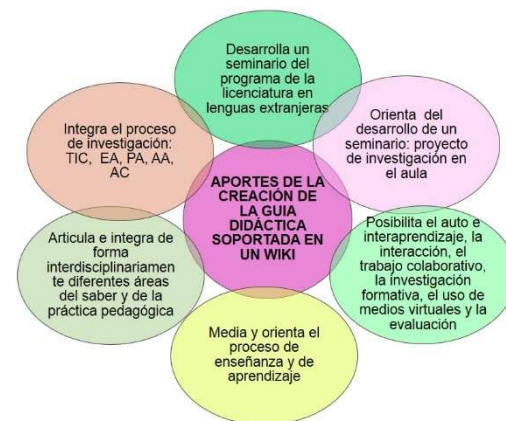 Desarrolla un
seminario del
programa de la
licenciatura en
lenguas extranjeras
Orienta del
desarrollo de un
seminario: proyecto
de investigación en
el aula
Posibilita el auto e
interaprendizaje, la
interacción, el
trabajo colaborativo,
la investigación
formativa, el uso de
medios virtuales y la
evaluación
Media y orienta el
proceso de
enseñanza y de
aprendizaje
Articula e integra de
forma
interdisciplinariamen
te diferentes áreas
del saber y de la
práctica pedagógica
Integra el proceso
de investigación:
TIC, EA, PA, AA,
AC
APORTES DE LA
CREACIÓN DE
LA GUIA
DIDÁCTICA
SOPORTADA EN
UN WIKI